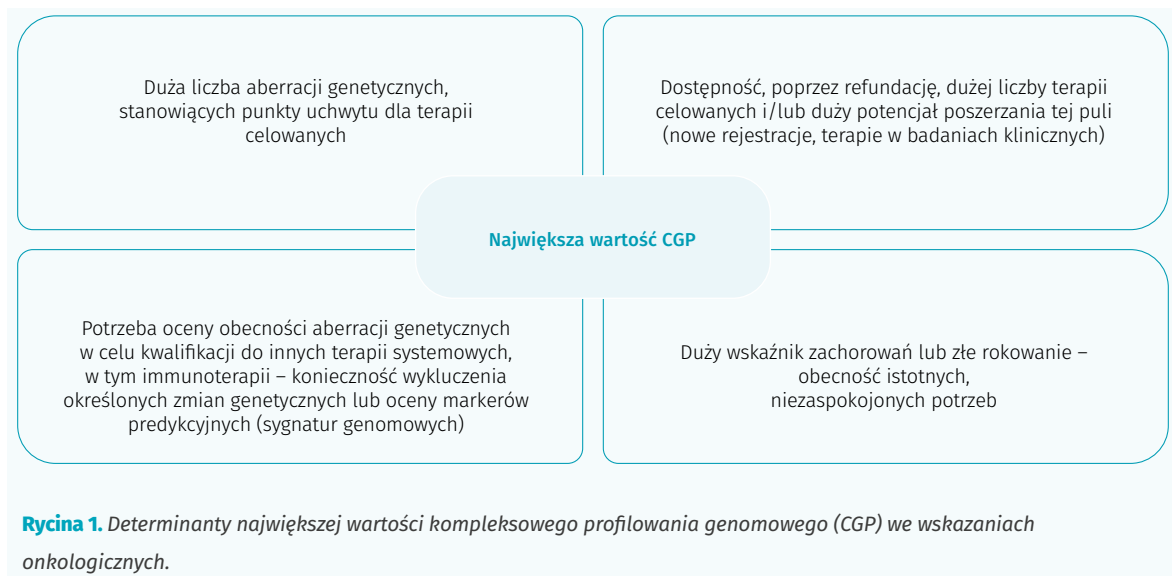 Duża liczba aberracji genetycznych,
stanowiących punkty uchwytu dla terapii
celowanych
Dostępność, poprzez refundację, dużej liczby terapii
celowanych i/lub duży potencjał poszerzania tej puli
(nowe rejestracje, terapie w badaniach klinicznych)
Największa wartość CGP
Potrzeba oceny obecności aberracji genetycznych
w celu kwalifikacji do innych terapii systemowych,
w tym immunoterapii – konieczność wykluczenia
określonych zmian genetycznych lub oceny markerów
predykcyjnych (sygnatur genomowych)
Duży wskaźnik zachorowań lub złe rokowanie –
obecność istotnych,
niezaspokojonych potrzeb
Rycina 1. Determinanty największej wartości kompleksowego profilowania genomowego (CGP) we wskazaniach
onkologicznych.